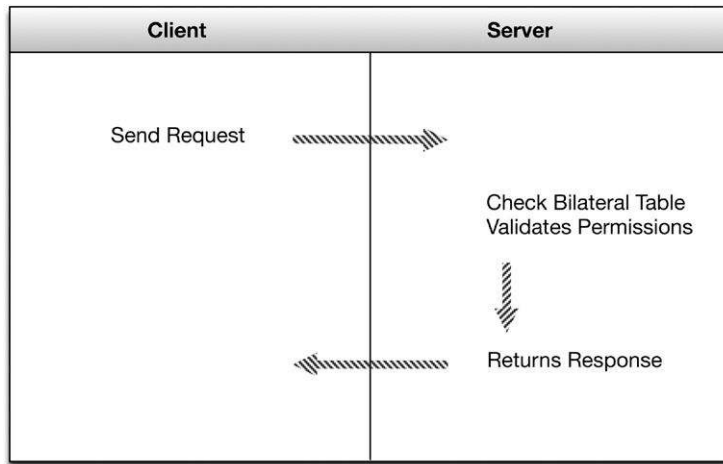 Client
Server
Send Request
Check Bilateral Table
Validates Permissions
Returns Response